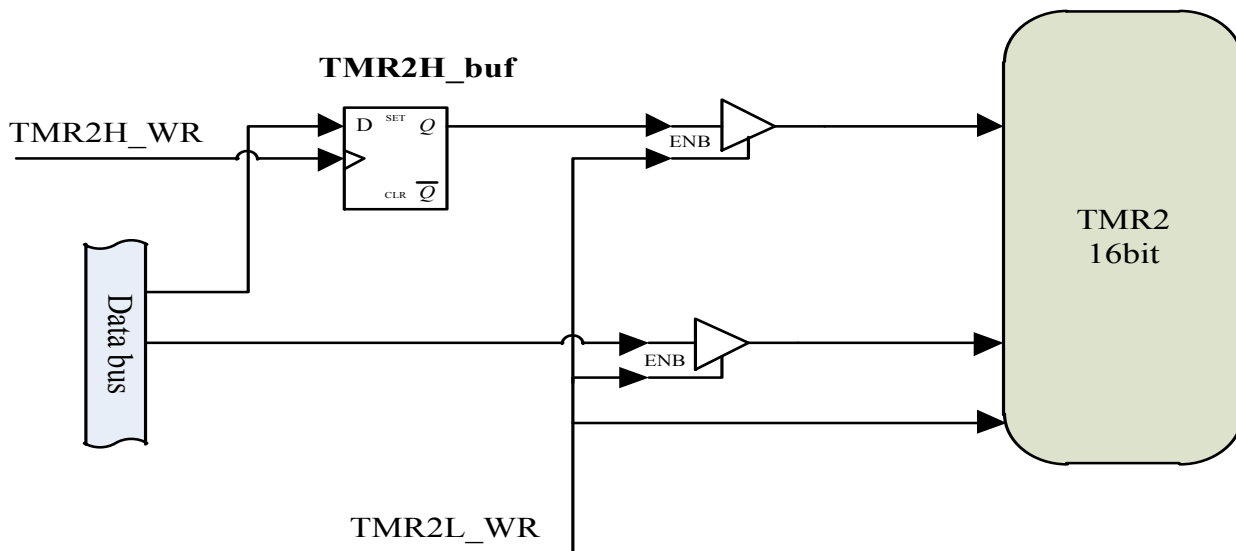 TMR2H_buf
TMR2H_WR
D SET Q
CLR Q
ENB
TMR2
16bit
Data bus
ENB
TMR2L_WR